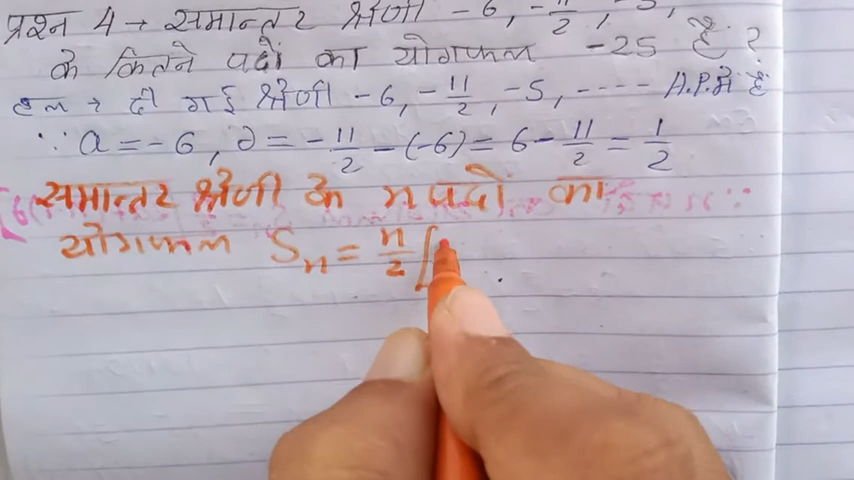 प्रश्न 4 → समान्तर श्रेणी -6, -11/2, -5,
के कितने पदों का योगफल -25 है ?
हल → दी गई श्रेणी -6, -11/2, -5, ---- A.P. में है
∵ a = -6, d = -11/2 - (-6) = 6 - 11/2 = 1/2
समान्तर श्रेणी के n पदों का
योगफल Sn = n/2 [